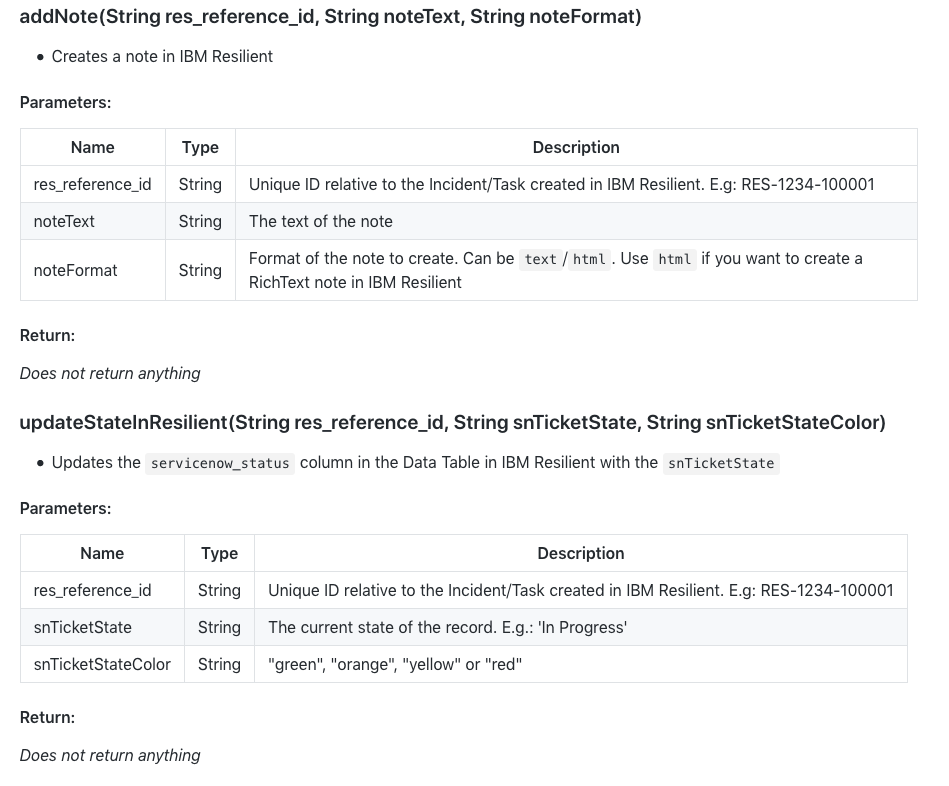 addNote(String res_reference_id, String noteText, String noteFormat)
• Creates a note in IBM Resilient
Parameters:
Name Type Description
res_reference_id String Unique ID relative to the Incident/Task created in IBM Resilient. E.g: RES-1234-100001
noteText String The text of the note
noteFormat String Format of the note to create. Can be text / html . Use html if you want to create a
RichText note in IBM Resilient
Return:
Does not return anything
updateStateInResilient(String res_reference_id, String snTicketState, String snTicketStateColor)
• Updates the servicenow_status column in the Data Table in IBM Resilient with the snTicketState
Parameters:
Name Type Description
res_reference_id String Unique ID relative to the Incident/Task created in IBM Resilient. E.g: RES-1234-100001
snTicketState String The current state of the record. E.g.: 'In Progress'
snTicketStateColor String "green", "orange", "yellow" or "red"
Return:
Does not return anything